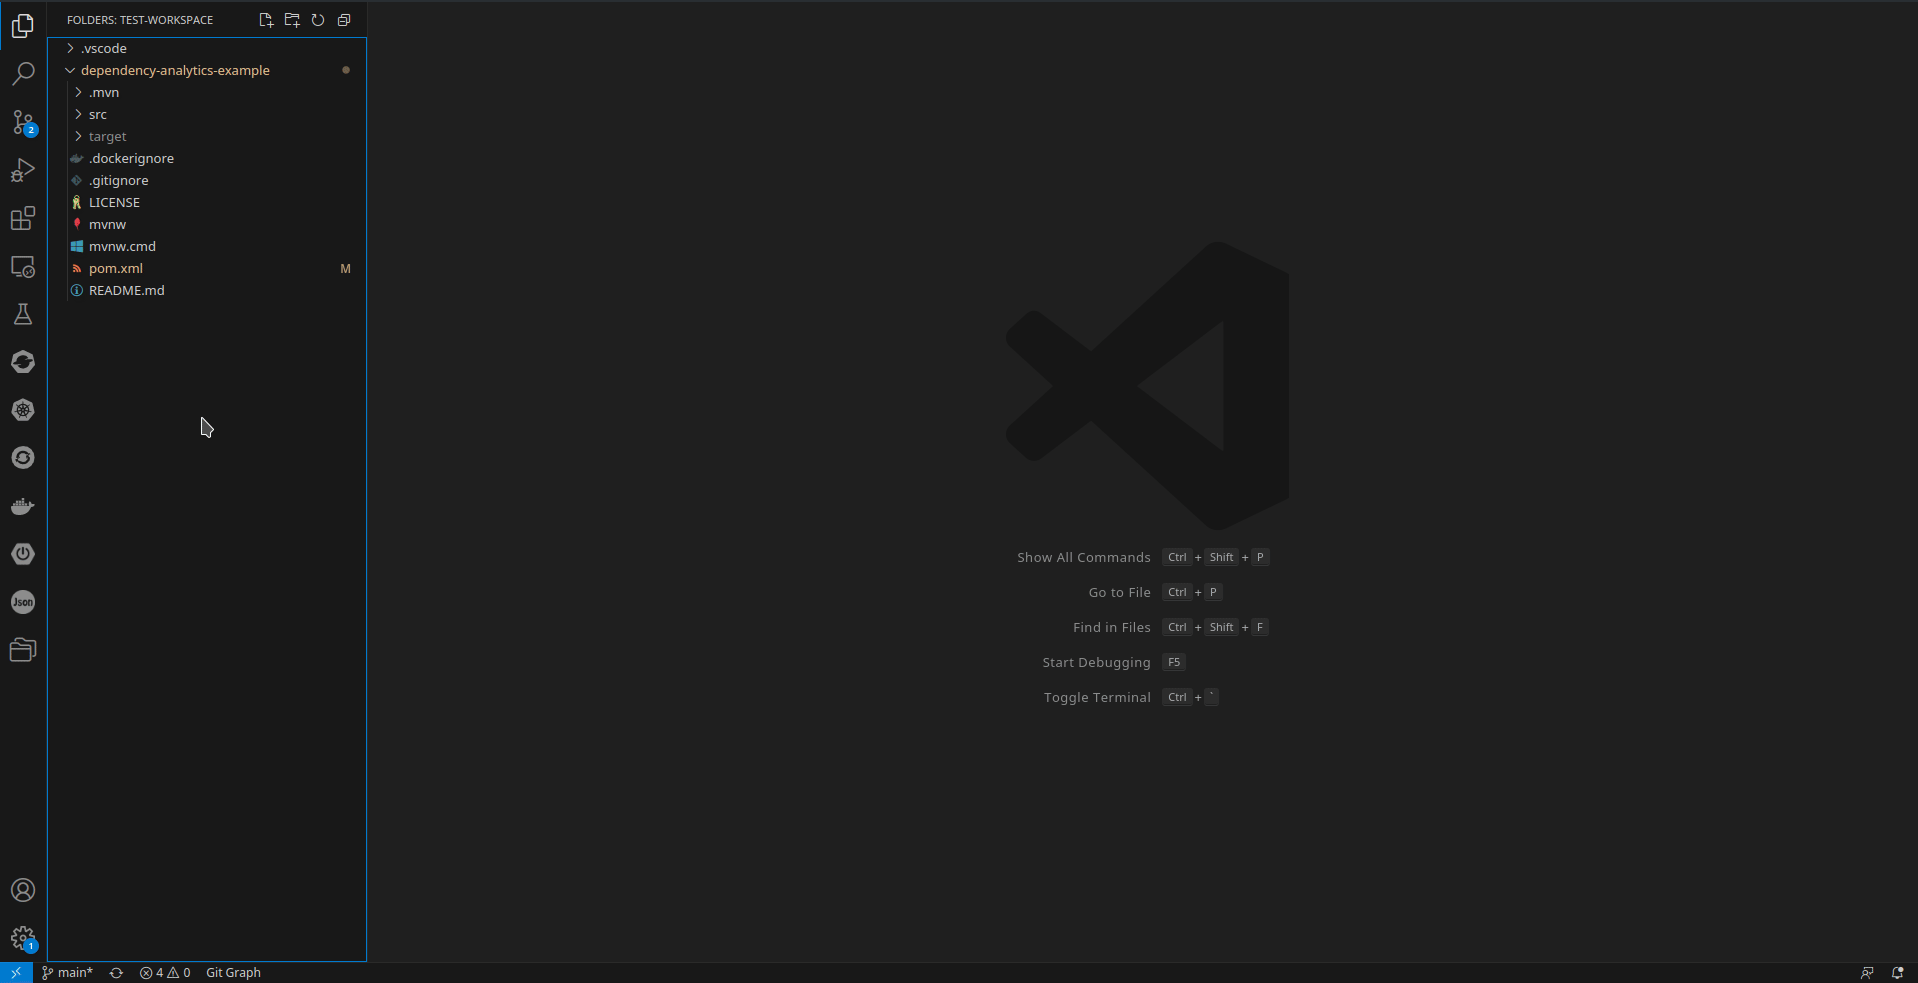 FOLDERS: TEST-WORKSPACE
.vscode
dependency-analytics-example
.mvn
src
target
.dockerignore
.gitignore
LICENSE
mvnw
mvnw.cmd
pom.xml M
README.md
2
Json
1
Show All Commands Ctrl + Shift + P
Go to File Ctrl + P
Find in Files Ctrl + Shift + F
Start Debugging F5
Toggle Terminal Ctrl + `
main* 4 0 Git Graph